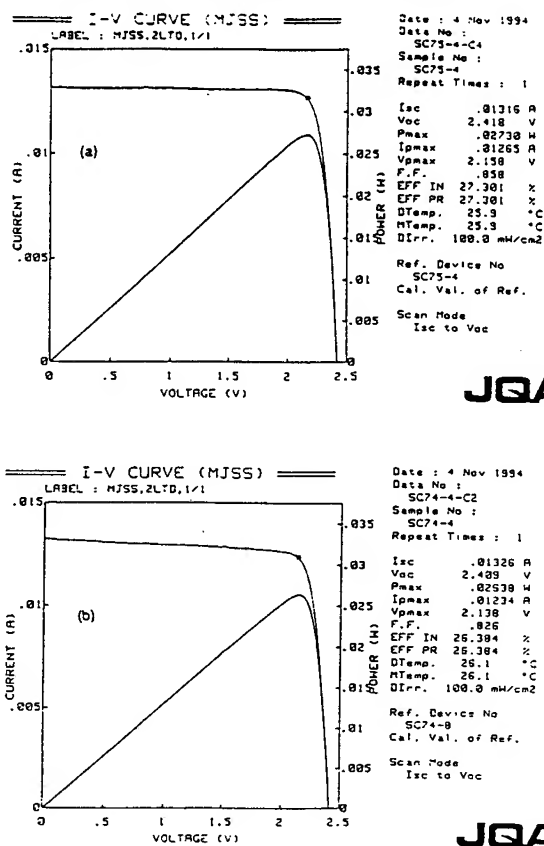 I-V CURVE (MJSS)
LABEL : MJSS,2LTD,1/1
.015
.01
.005
0
CURRENT (A)
(a)
.035
.03
.025
.02
.015
.01
.005
0
POWER (W)
0 .5 1 1.5 2 2.5
VOLTAGE (V)
Date : 4 Nov 1994
Data No :
SC75-4-C4
Sample No :
SC75-4
Repeat Times : 1
Isc .01316 A
Voc 2.418 V
Pmax .02730 W
Ipmax .01265 A
Vpmax 2.158 V
F.F. .858
EFF IN 27.301 %
EFF PR 27.301 %
DTemp. 25.9 °C
MTemp. 25.9 °C
DIrr. 100.0 mW/cm2
Ref. Device No
SC75-4
Cal. Val. of Ref.
Scan Mode
Isc to Voc
JQA
I-V CURVE (MJSS)
LABEL : MJSS,2LTD,1/1
.015
.01
.005
0
CURRENT (A)
(b)
.035
.03
.025
.02
.015
.01
.005
0
POWER (W)
0 .5 1 1.5 2 2.5
VOLTAGE (V)
Date : 4 Nov 1994
Data No :
SC74-4-C2
Sample No :
SC74-4
Repeat Times : 1
Isc .01326 A
Voc 2.409 V
Pmax .02638 W
Ipmax .01234 A
Vpmax 2.138 V
F.F. .826
EFF IN 26.384 %
EFF PR 26.384 %
DTemp. 26.1 °C
MTemp. 26.1 °C
DIrr. 100.0 mW/cm2
Ref. Device No
SC74-8
Cal. Val. of Ref.
Scan Mode
Isc to Voc
JQA